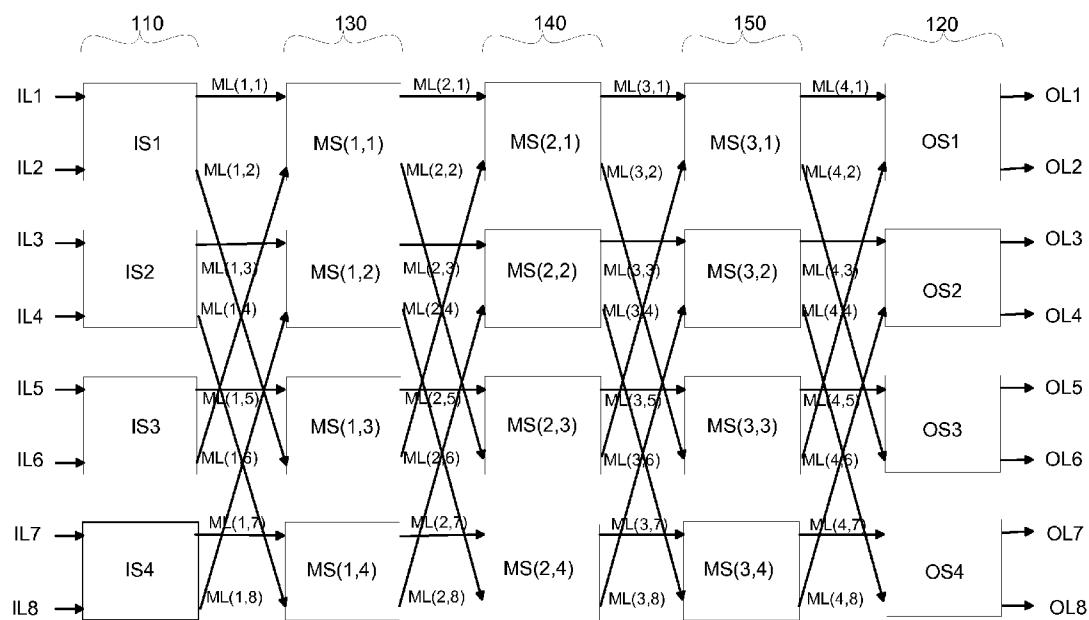 110 130 140 150 120
IL1 ML(1,1) ML(2,1) ML(3,1) ML(4,1) OL1
IS1 MS(1,1) MS(2,1) MS(3,1) OS1
IL2 ML(1,2) ML(2,2) ML(3,2) ML(4,2) OL2
IL3 OL3
IS2 ML(1,3) MS(1,2) ML(2,3) MS(2,2) ML(3,3) MS(3,2) ML(4,3) OS2
IL4 ML(1,4) ML(2,4) ML(3,4) ML(4,4) OL4
IL5 ML(1,5) ML(2,5) ML(3,5) ML(4,5) OL5
IS3 MS(1,3) MS(2,3) MS(3,3) OS3
IL6 ML(1,6) ML(2,6) ML(3,6) ML(4,6) OL6
IL7 ML(1,7) ML(2,7) ML(3,7) ML(4,7) OL7
IS4 MS(1,4) MS(2,4) MS(3,4) OS4
IL8 ML(1,8) ML(2,8) ML(3,8) ML(4,8) OL8